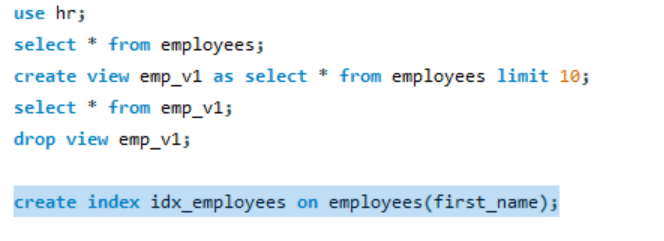 use hr;
select * from employees;
create view emp_v1 as select * from employees limit 10;
select * from emp_v1;
drop view emp_v1;
create index idx_employees on employees(first_name);